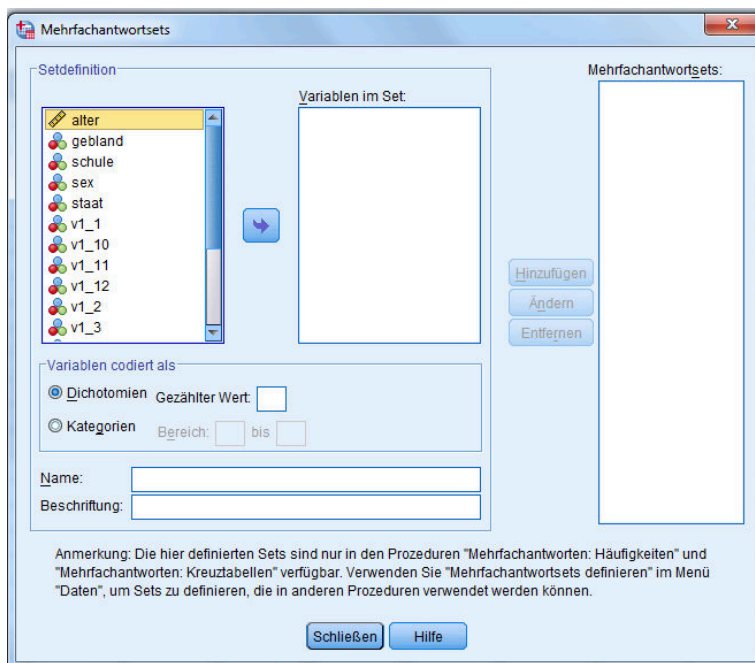 Mehrfachantwortsets
Setdefinition
alter
gebland
schule
sex
staat
v1_1
v1_10
v1_11
v1_12
v1_2
v1_3
Variablen im Set:
Mehrfachantwortsets:
Hinzufügen
Ändern
Entfernen
Variablen codiert als
Dichotomien Gezählter Wert:
Kategorien Bereich: bis
Name:
Beschriftung:
Anmerkung: Die hier definierten Sets sind nur in den Prozeduren "Mehrfachantworten: Häufigkeiten" und
"Mehrfachantworten: Kreuztabellen" verfügbar. Verwenden Sie "Mehrfachantwortsets definieren" im Menü
"Daten", um Sets zu definieren, die in anderen Prozeduren verwendet werden können.
Schließen Hilfe